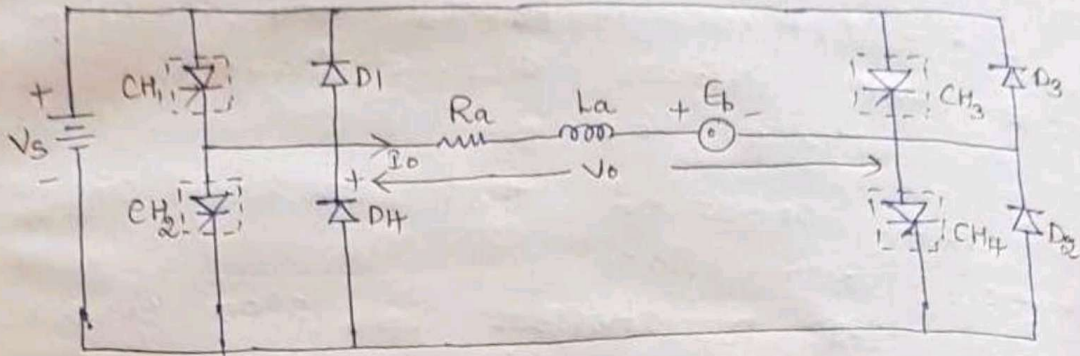 CH1
D1
CH3
D3
+
Vs
-
Ra
La
+ Eb -
Io
+
Vo
CH2
D4
CH4
D2